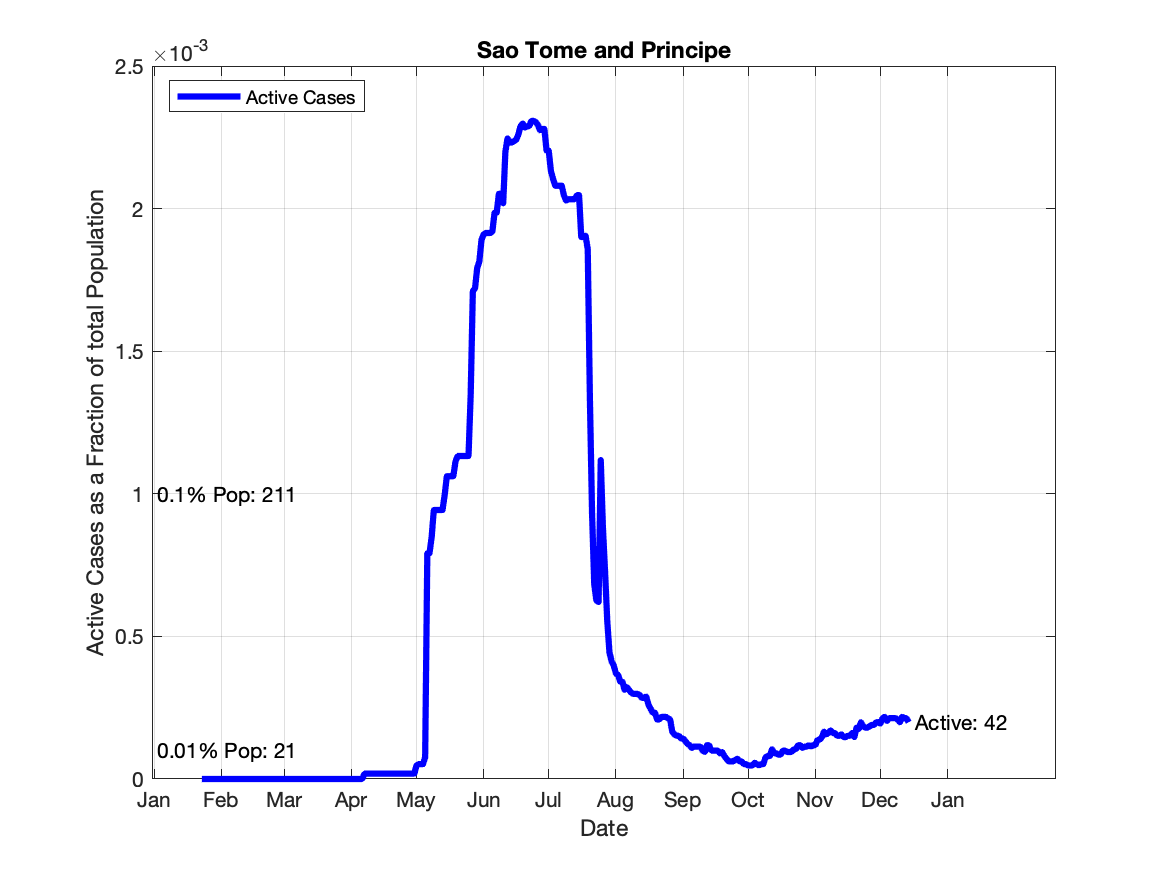 Sao Tome and Principe
×10-3
2.5
2
1.5
1
0.5
0
Active Cases
0.1% Pop: 211
0.01% Pop: 21
Active: 42
Jan Feb Mar Apr May Jun Jul Aug Sep Oct Nov Dec Jan
Date
Active Cases as a Fraction of total Population